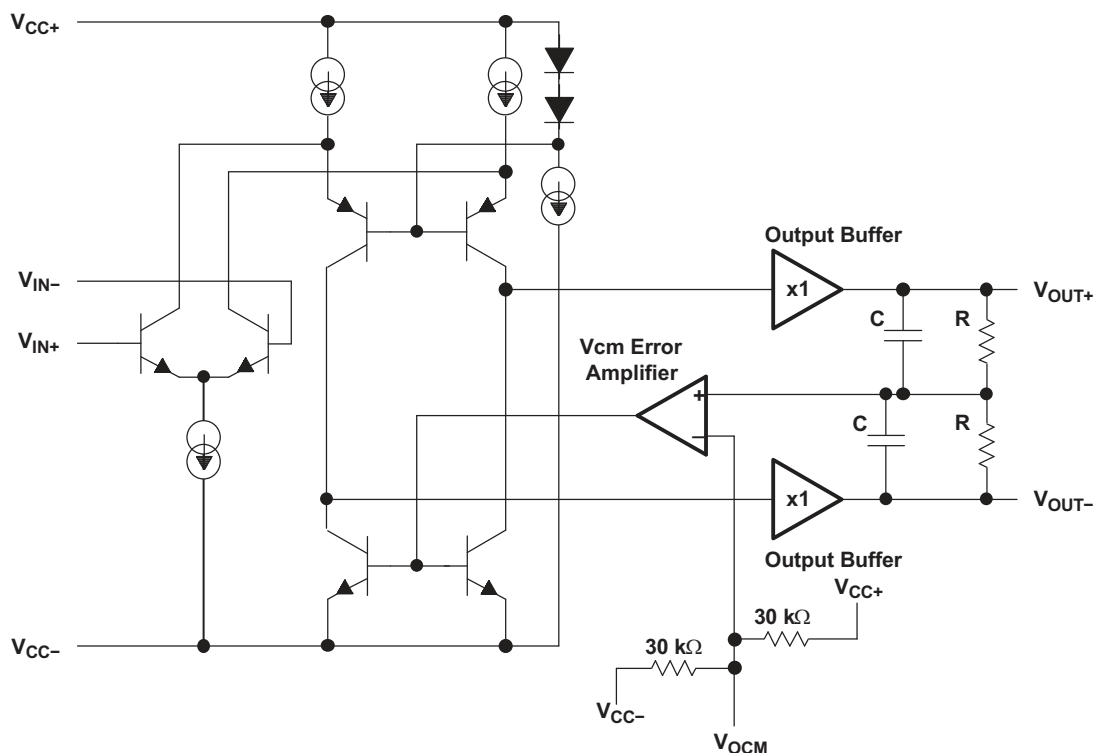 VCC+
Output Buffer
VIN−
x1
VOUT+
C
R
VIN+
Vcm Error
Amplifier
+
C
R
−
x1
VOUT−
Output Buffer
VCC+
30 kΩ
VCC−
30 kΩ
VCC−
VOCM